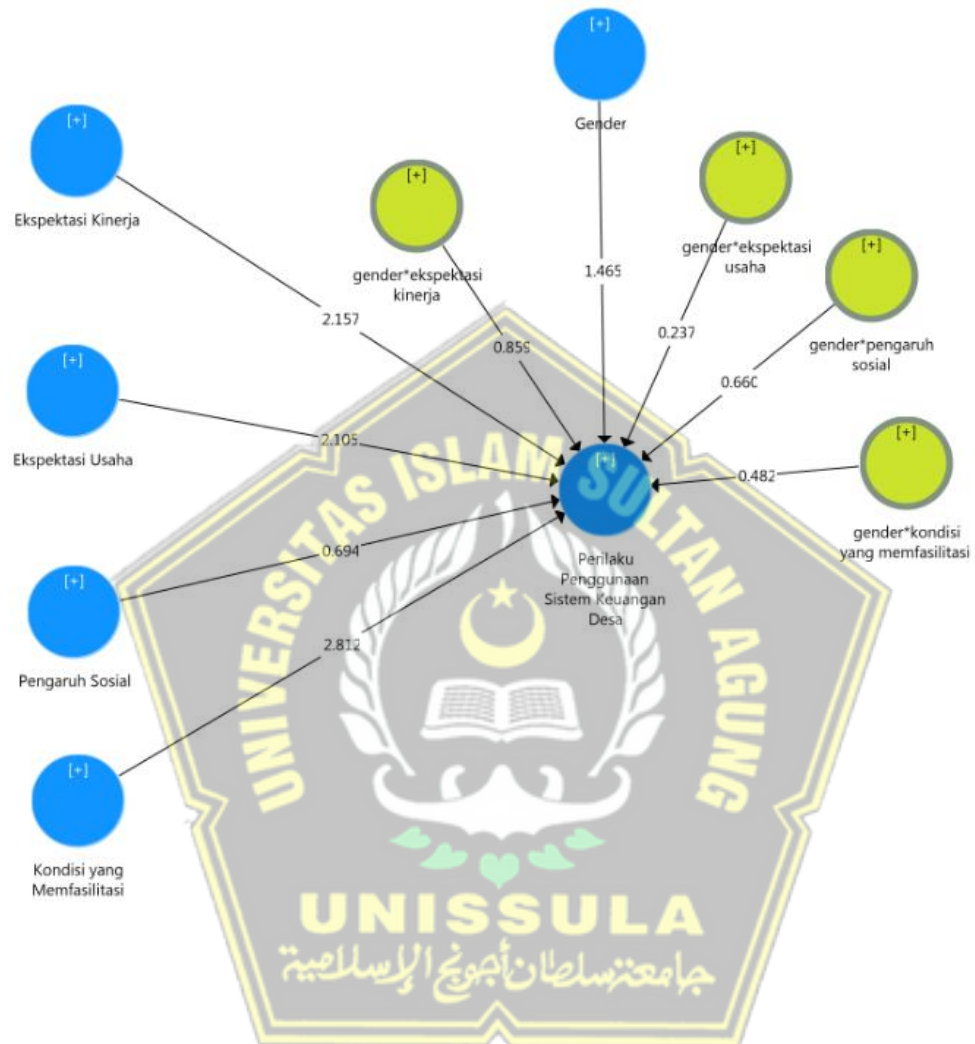 [+]
Gender
[+]
Ekspektasi Kinerja
[+]
gender*ekspektasi
kinerja
[+]
gender*ekspektasi
usaha
[+]
gender*pengaruh
sosial
[+]
gender*kondisi
yang memfasilitasi
[+]
Ekspektasi Usaha
[+]
Pengaruh Sosial
[+]
Kondisi yang
Memfasilitasi
[+]
Perilaku
Penggunaan
Sistem Keuangan
Desa
2.157
0.859
1.465
0.237
0.660
0.482
2.105
0.694
2.812
UNIVERSITAS ISLAM SULTAN AGUNG
UNISSULA
جامعة سلطان أجونج الإسلامية